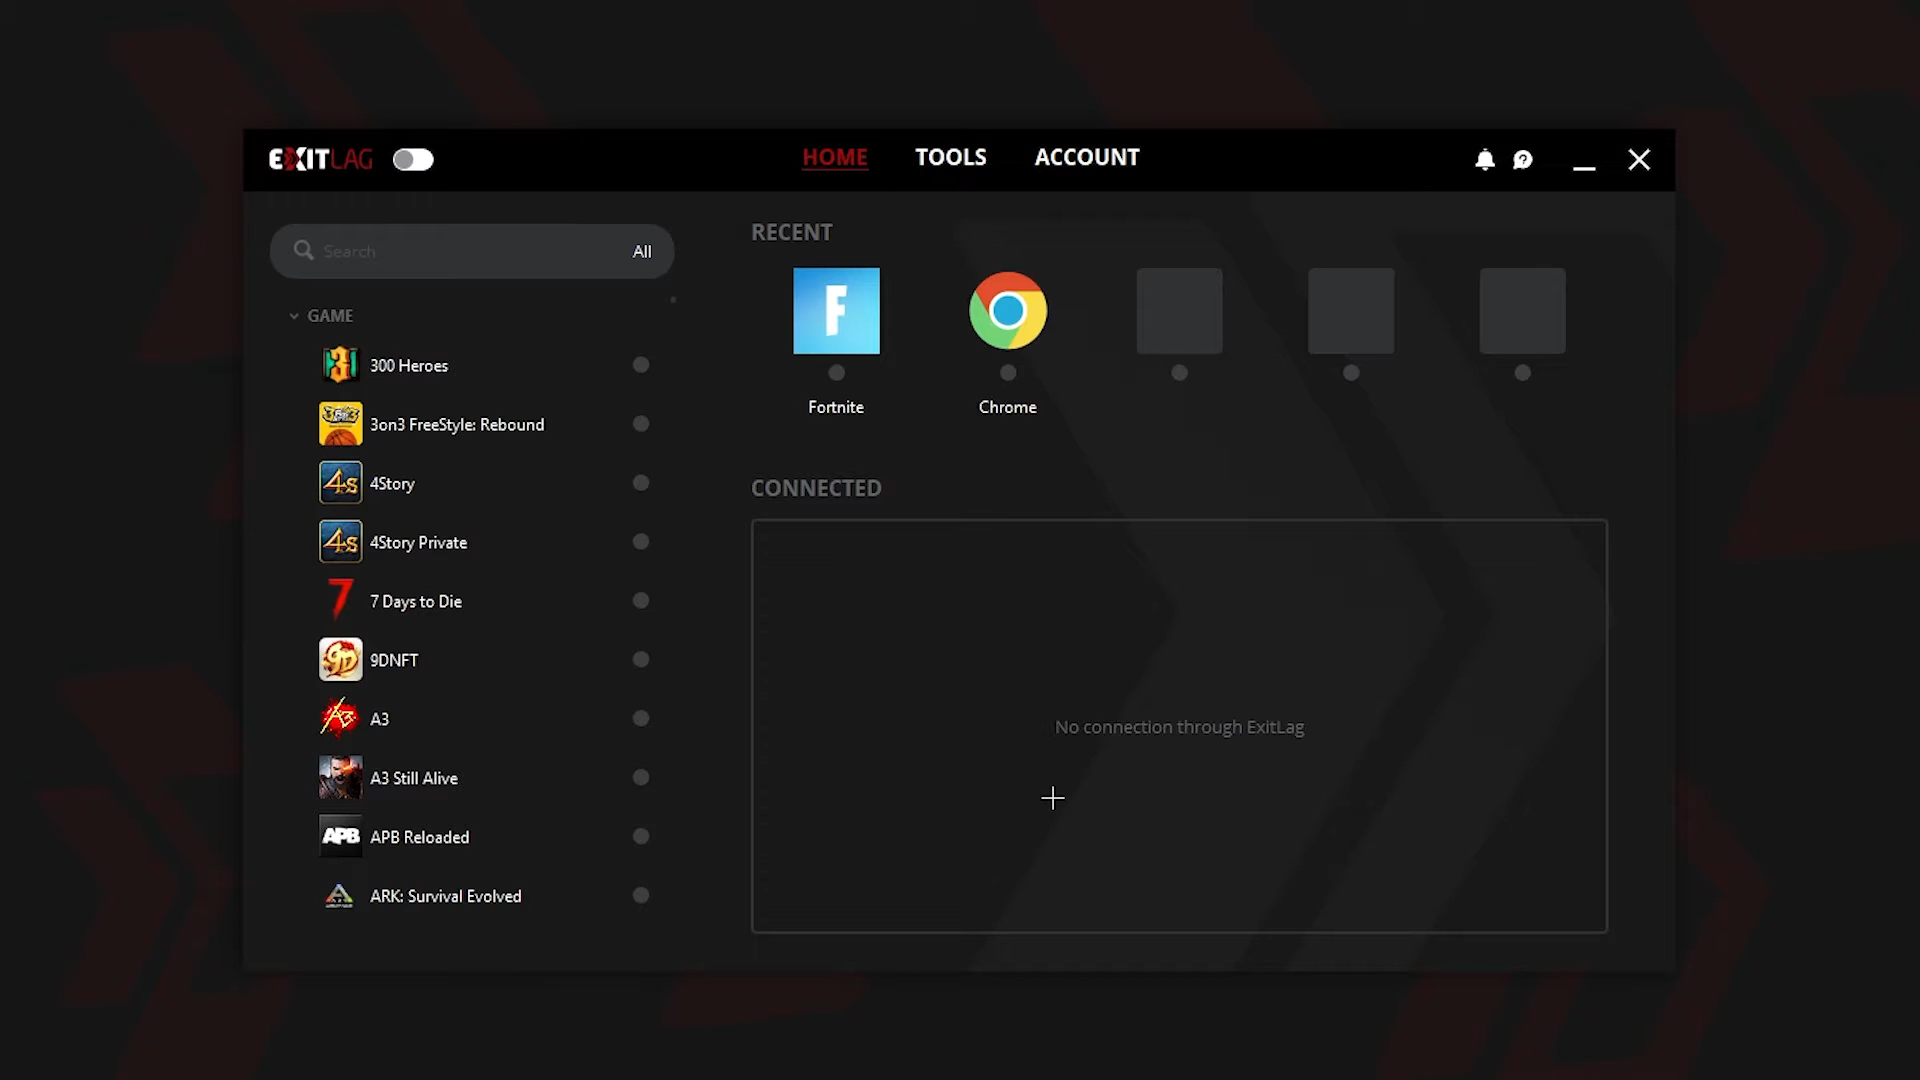 EXITLAG
HOME
TOOLS
ACCOUNT
Search
All
GAME
300 Heroes
3on3 FreeStyle: Rebound
4Story
4Story Private
7 Days to Die
9DNFT
A3
A3 Still Alive
APB Reloaded
ARK: Survival Evolved
RECENT
Fortnite
Chrome
CONNECTED
No connection through ExitLag